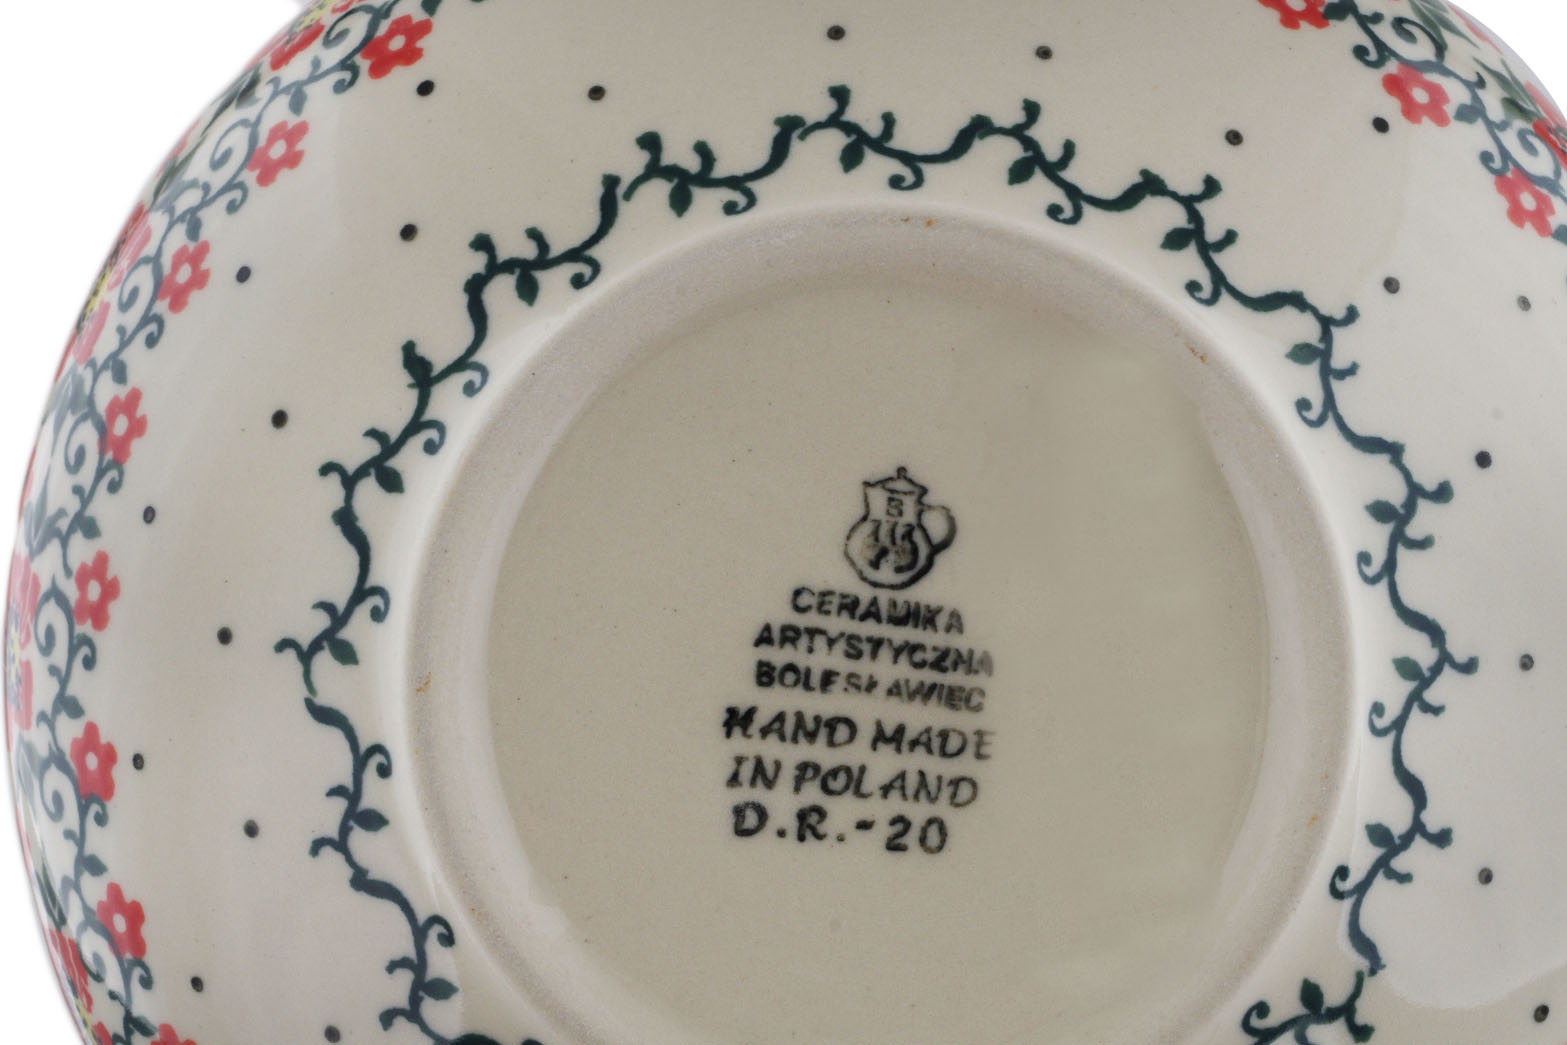 B
CERAMIKA
ARTYSTYCZNA
BOLESŁAWIEC
HAND MADE
IN POLAND
D.R.-20